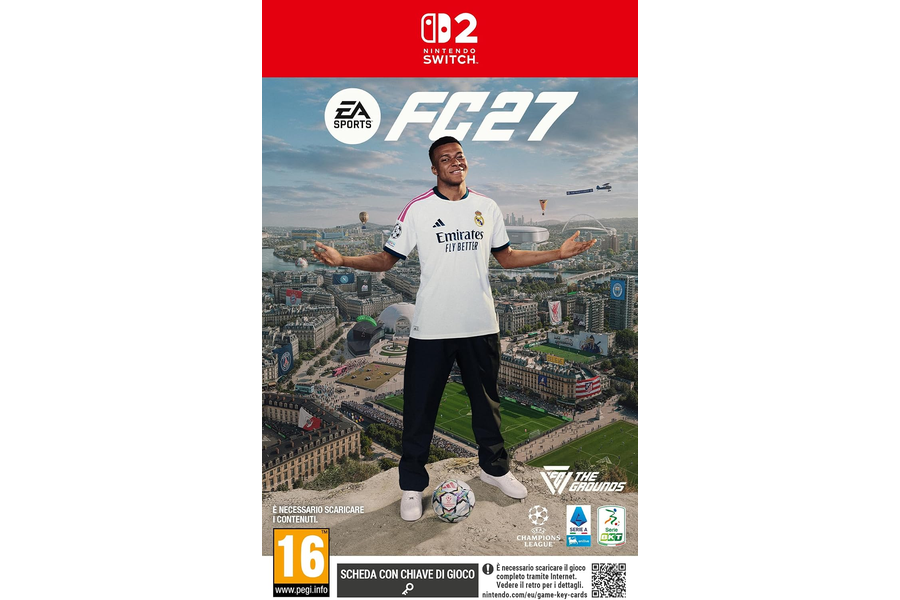 2
NINTENDO
SWITCH
EA
SPORTS
FC27
Emirates
FLY BETTER
THE
GROUNDS
È NECESSARIO SCARICARE
I CONTENUTI.
UEFA
CHAMPIONS
LEAGUE
SERIE A
enilive
Serie
BKT
16
www.pegi.info
SCHEDA CON CHIAVE DI GIOCO
! È necessario scaricare il gioco
completo tramite Internet.
Vedere il retro per i dettagli.
nintendo.com/eu/game-key-cards